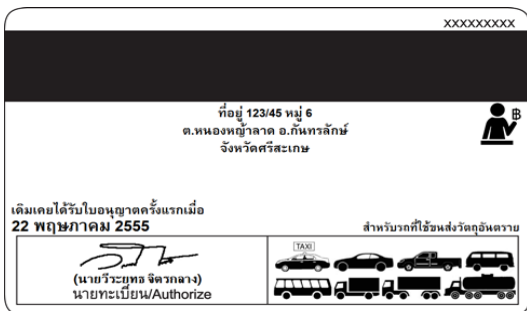 xxxxxxxxx
ที่อยู่ 123/45 หมู่ 6
ต.หนองหญ้าลาด อ.กันทรลักษ์
จังหวัดศรีสะเกษ
฿
เดิมเคยได้รับใบอนุญาตครั้งแรกเมื่อ
22 พฤษภาคม 2555
สำหรับรถที่ใช้ขนส่งวัตถุอันตราย
TAXI
(นายวีระยุทธ จิตวกลาง)
นายทะเบียน/Authorize